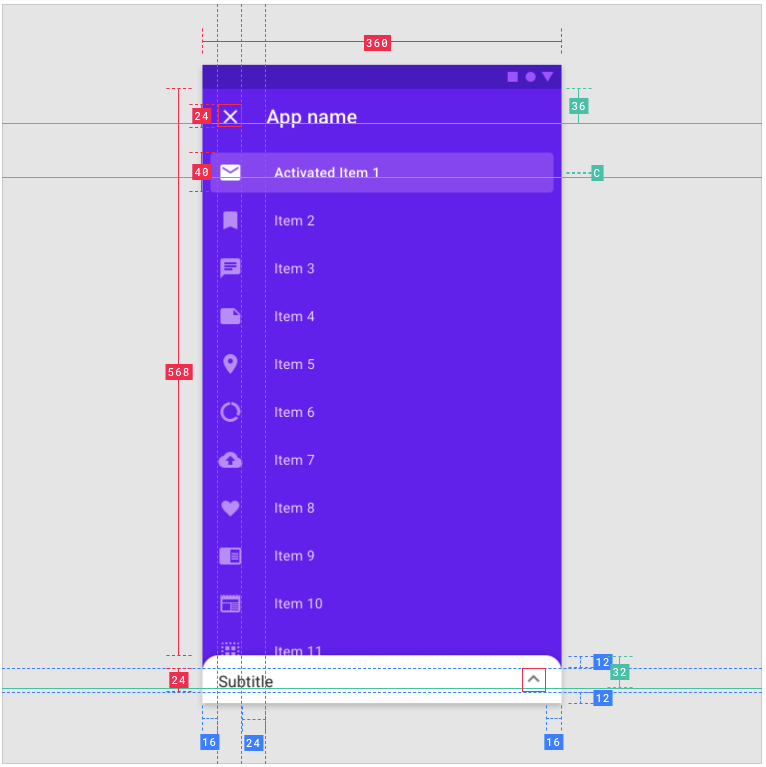 360
36
24
App name
40
Activated Item 1
C
Item 2
Item 3
Item 4
Item 5
568
Item 6
Item 7
Item 8
Item 9
Item 10
Item 11
12
32
24
Subtitle
12
16
24
16